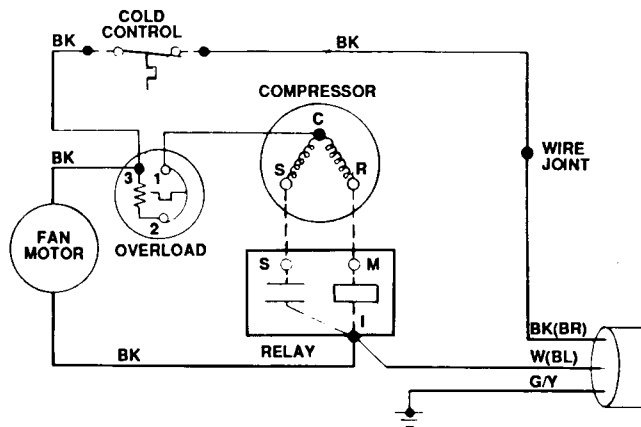 COLD
CONTROL
BK
BK
COMPRESSOR
C
WIRE
JOINT
BK
3
1
S
R
2
FAN
MOTOR
OVERLOAD
S
M
I
BK(BR)
BK
RELAY
W(BL)
G/Y